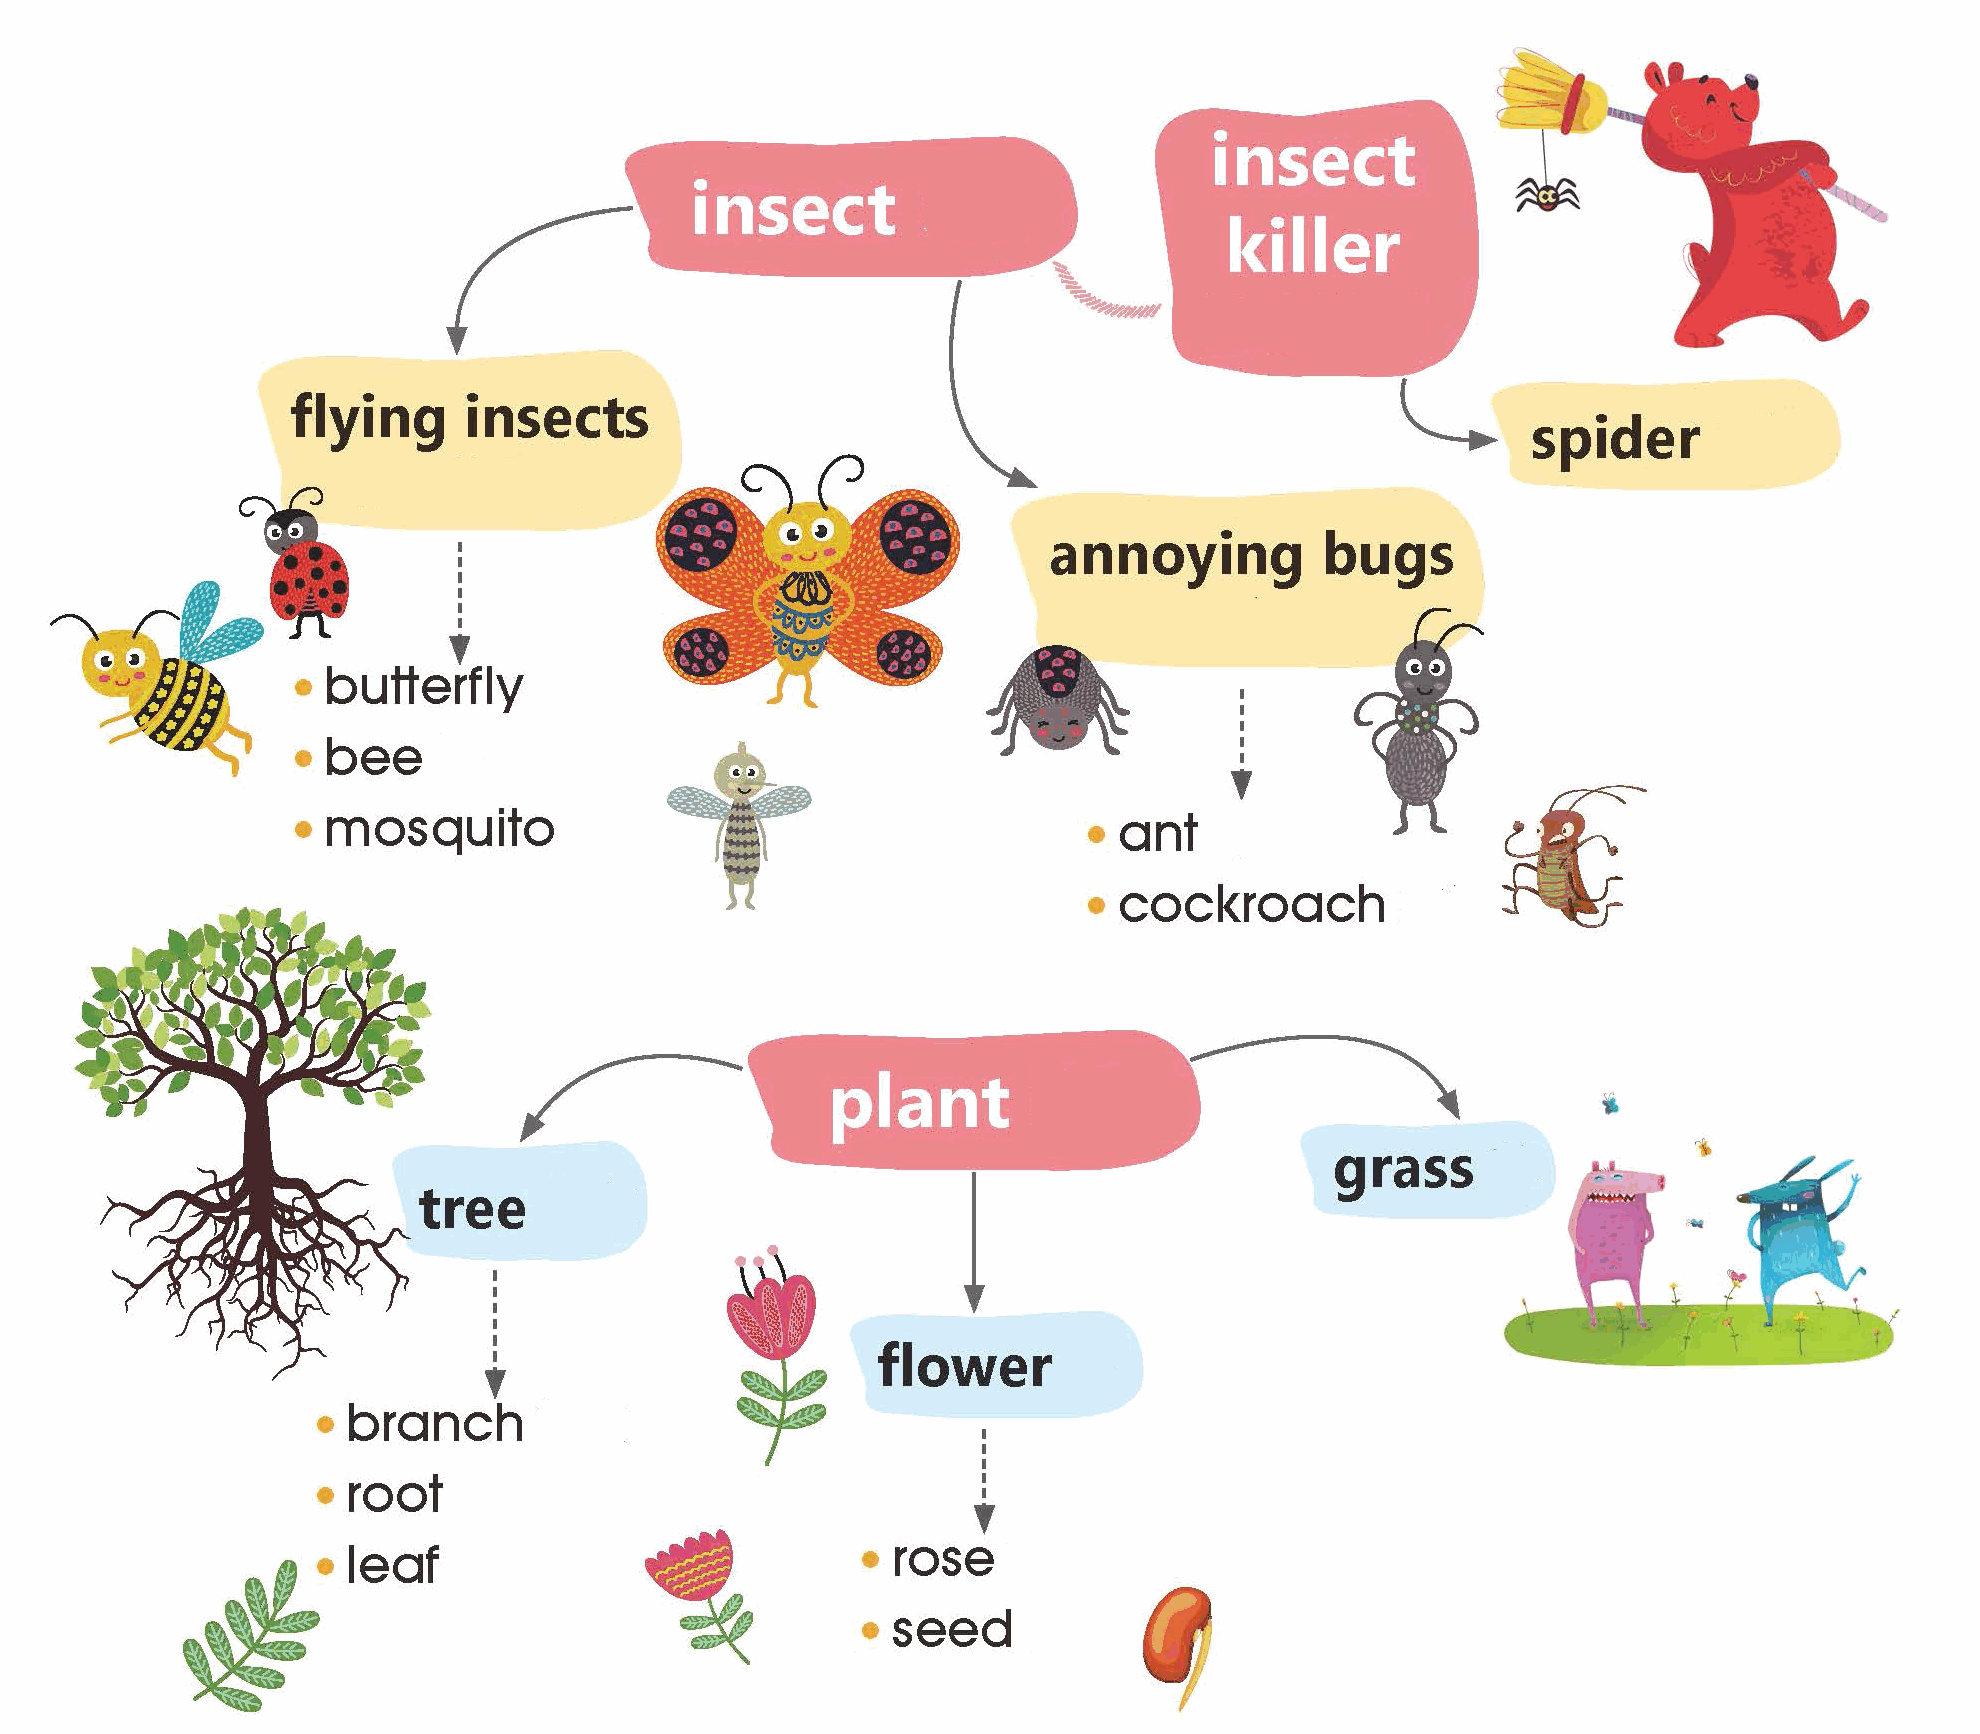 insect
insect
killer
flying insects
spider
annoying bugs
• butterfly
• bee
• mosquito
• ant
• cockroach
plant
grass
tree
flower
• branch
• root
• leaf
• rose
• seed